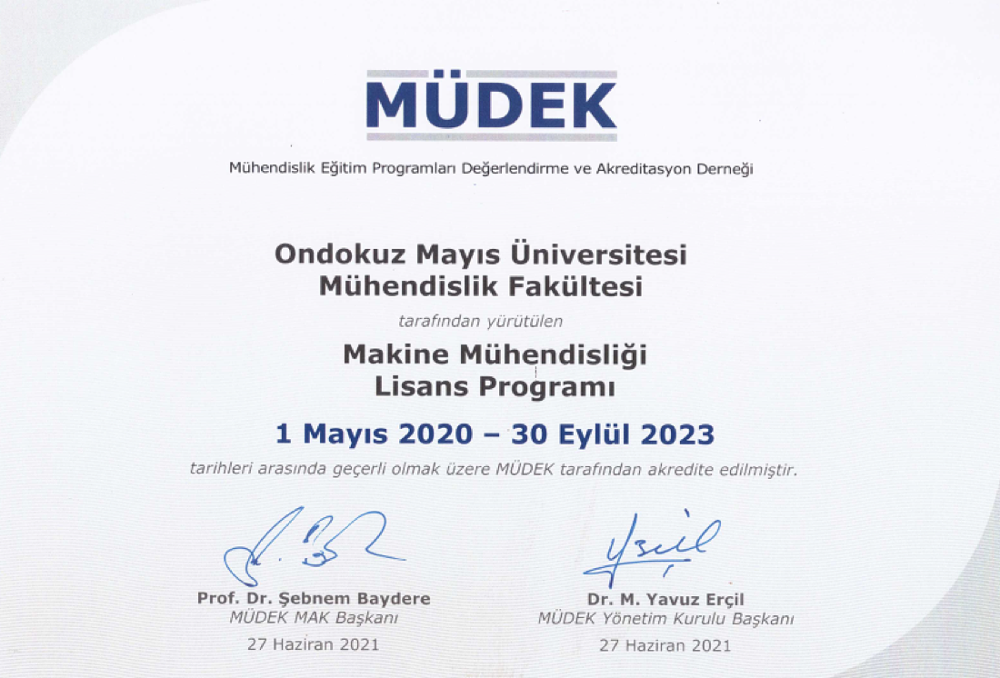 MÜDEK
Mühendislik Eğitim Programları Değerlendirme ve Akreditasyon Derneği
Ondokuz Mayıs Üniversitesi
Mühendislik Fakültesi
tarafından yürütülen
Makine Mühendisliği
Lisans Programı
1 Mayıs 2020 – 30 Eylül 2023
tarihleri arasında geçerli olmak üzere MÜDEK tarafından akredite edilmiştir.
Prof. Dr. Şebnem Baydere
MÜDEK MAK Başkanı
27 Haziran 2021
Dr. M. Yavuz Erçil
MÜDEK Yönetim Kurulu Başkanı
27 Haziran 2021